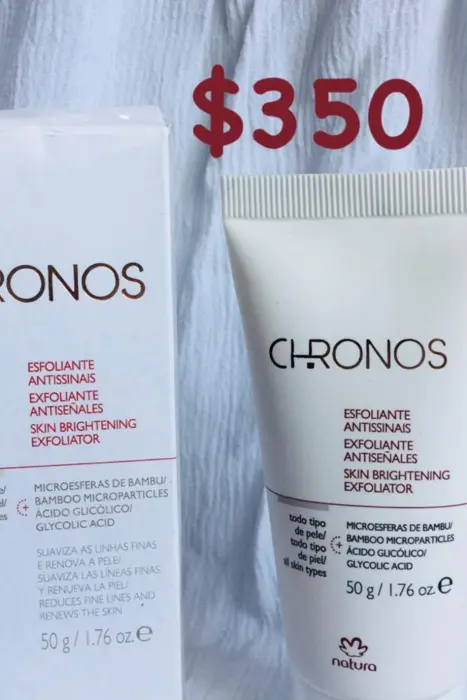 $350
RONOS
ESFOLIANTE
ANTISSINAIS
EXFOLIANTE
ANTISEÑALES
SKIN BRIGHTENING
EXFOLIATOR
MICROESFERAS DE BAMBU/
BAMBOO MICROPARTICLES
ÁCIDO GLICÓLICO/
GLYCOLIC ACID
SUAVIZA AS LINHAS FINAS
E RENOVA A PELE/
SUAVIZA LAS LÍNEAS FINAS
Y RENUEVA LA PIEL/
REDUCES FINE LINES AND
RENEWS THE SKIN
50 g / 1.76 oz. e
CHRONOS
ESFOLIANTE
ANTISSINAIS
EXFOLIANTE
ANTISEÑALES
SKIN BRIGHTENING
EXFOLIATOR
todo tipo
de pele/
todo tipo
de piel/
all skin types
MICROESFERAS DE BAMBU/
BAMBOO MICROPARTICLES
ÁCIDO GLICÓLICO/
GLYCOLIC ACID
50 g / 1.76 oz. e
natura